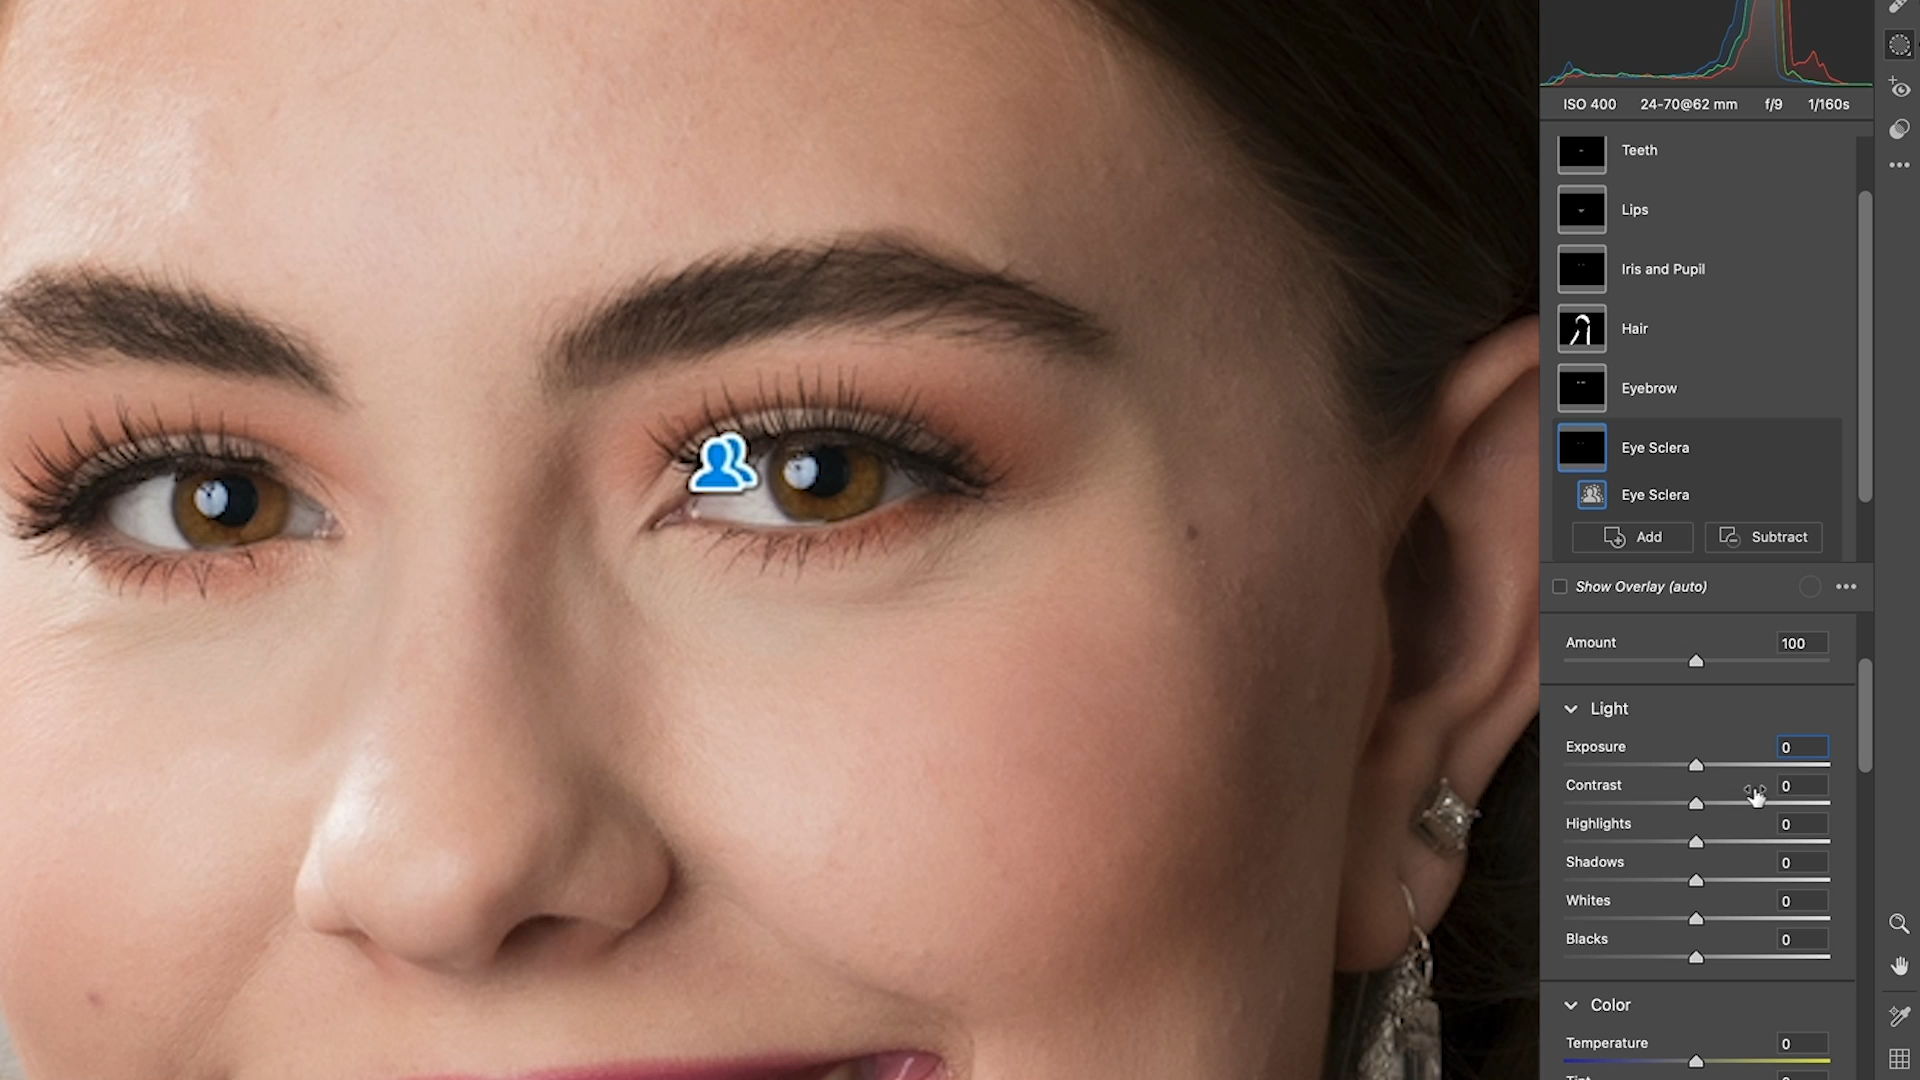 ISO 400 24-70@62 mm f/9 1/160s
Teeth
Lips
Iris and Pupil
Hair
Eyebrow
Eye Sclera
Eye Sclera
Add Subtract
Show Overlay (auto)
Amount 100
Light
Exposure 0
Contrast 0
Highlights 0
Shadows 0
Whites 0
Blacks 0
Color
Temperature 0